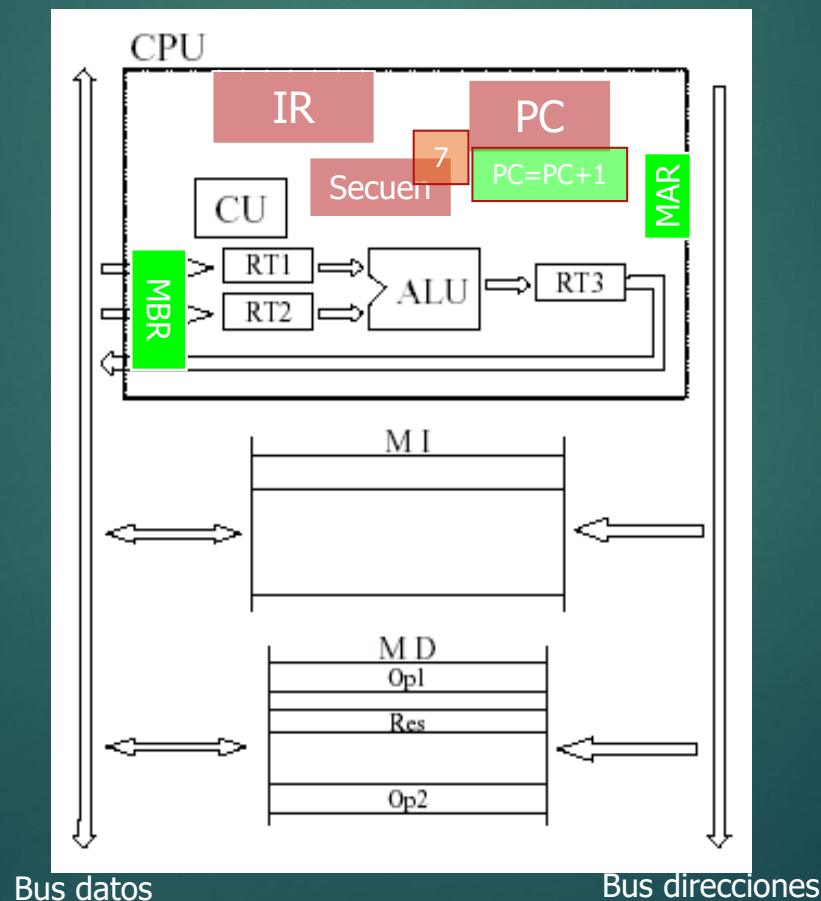 CPU
IR
PC
7
PC=PC+1
Secuen
MAR
CU
MBR
RT1
RT2
ALU
RT3
M I
M D
Op1
Res
Op2
Bus datos
Bus direcciones